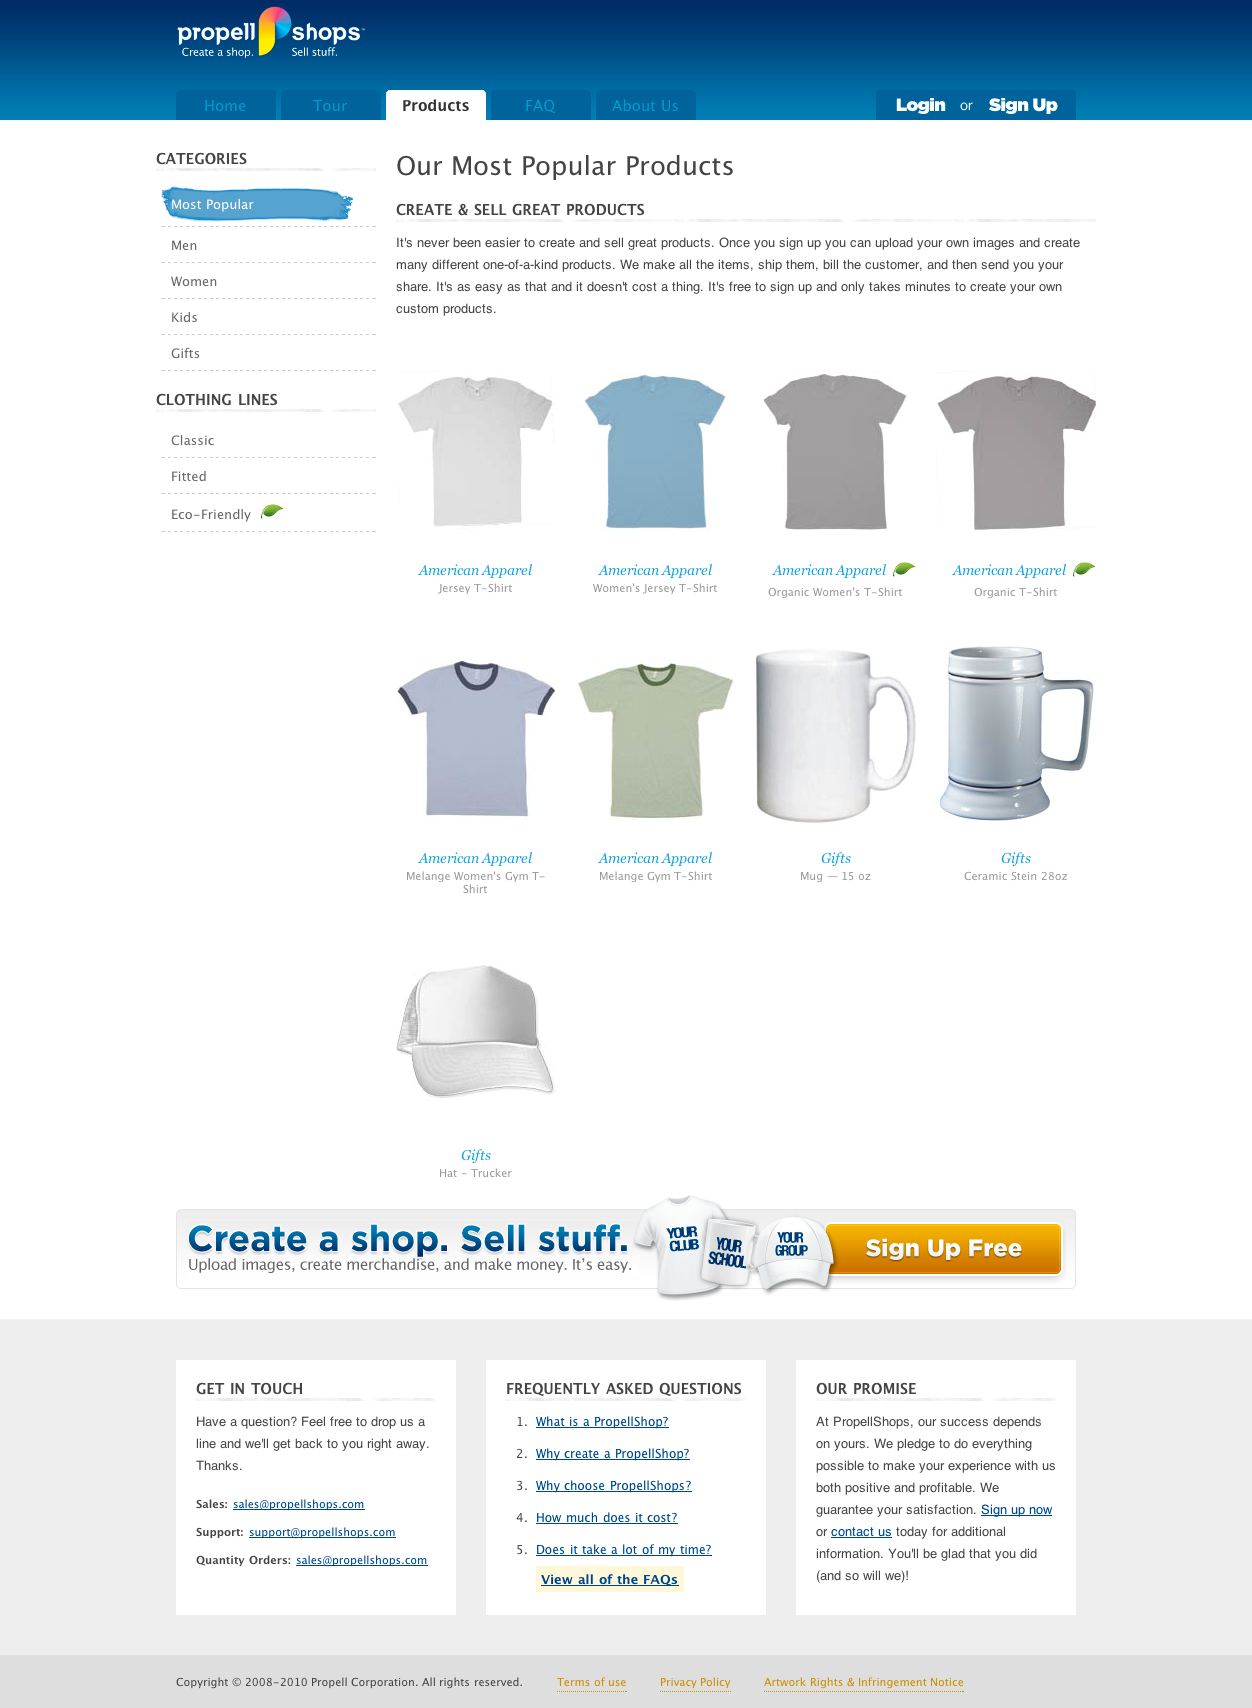 propell shops
Create a shop. Sell stuff.
Home
Tour
Products
FAQ
About Us
Login or Sign Up
CATEGORIES
Most Popular
Men
Women
Kids
Gifts
CLOTHING LINES
Classic
Fitted
Eco-Friendly
Our Most Popular Products
CREATE & SELL GREAT PRODUCTS
It's never been easier to create and sell great products. Once you sign up you can upload your own images and create
many different one-of-a-kind products. We make all the items, ship them, bill the customer, and then send you your
share. It's as easy as that and it doesn't cost a thing. It's free to sign up and only takes minutes to create your own
custom products.
American Apparel
Jersey T-Shirt
American Apparel
Women's Jersey T-Shirt
American Apparel
Organic Women's T-Shirt
American Apparel
Organic T-Shirt
American Apparel
Melange Women's Gym T-
Shirt
American Apparel
Melange Gym T-Shirt
Gifts
Mug — 15 oz
Gifts
Ceramic Stein 28oz
Gifts
Hat - Trucker
Create a shop. Sell stuff.
Upload images, create merchandise, and make money. It's easy.
YOUR
CLUB
YOUR
SCHOOL
YOUR
GROUP
Sign Up Free
GET IN TOUCH
Have a question? Feel free to drop us a
line and we'll get back to you right away.
Thanks.
Sales: sales@propellshops.com
Support: support@propellshops.com
Quantity Orders: sales@propellshops.com
FREQUENTLY ASKED QUESTIONS
1. What is a PropellShop?
2. Why create a PropellShop?
3. Why choose PropellShops?
4. How much does it cost?
5. Does it take a lot of my time?
View all of the FAQs
OUR PROMISE
At PropellShops, our success depends
on yours. We pledge to do everything
possible to make your experience with us
both positive and profitable. We
guarantee your satisfaction. Sign up now
or contact us today for additional
information. You'll be glad that you did
(and so will we)!
Copyright © 2008-2010 Propell Corporation. All rights reserved.
Terms of use
Privacy Policy
Artwork Rights & Infringement Notice